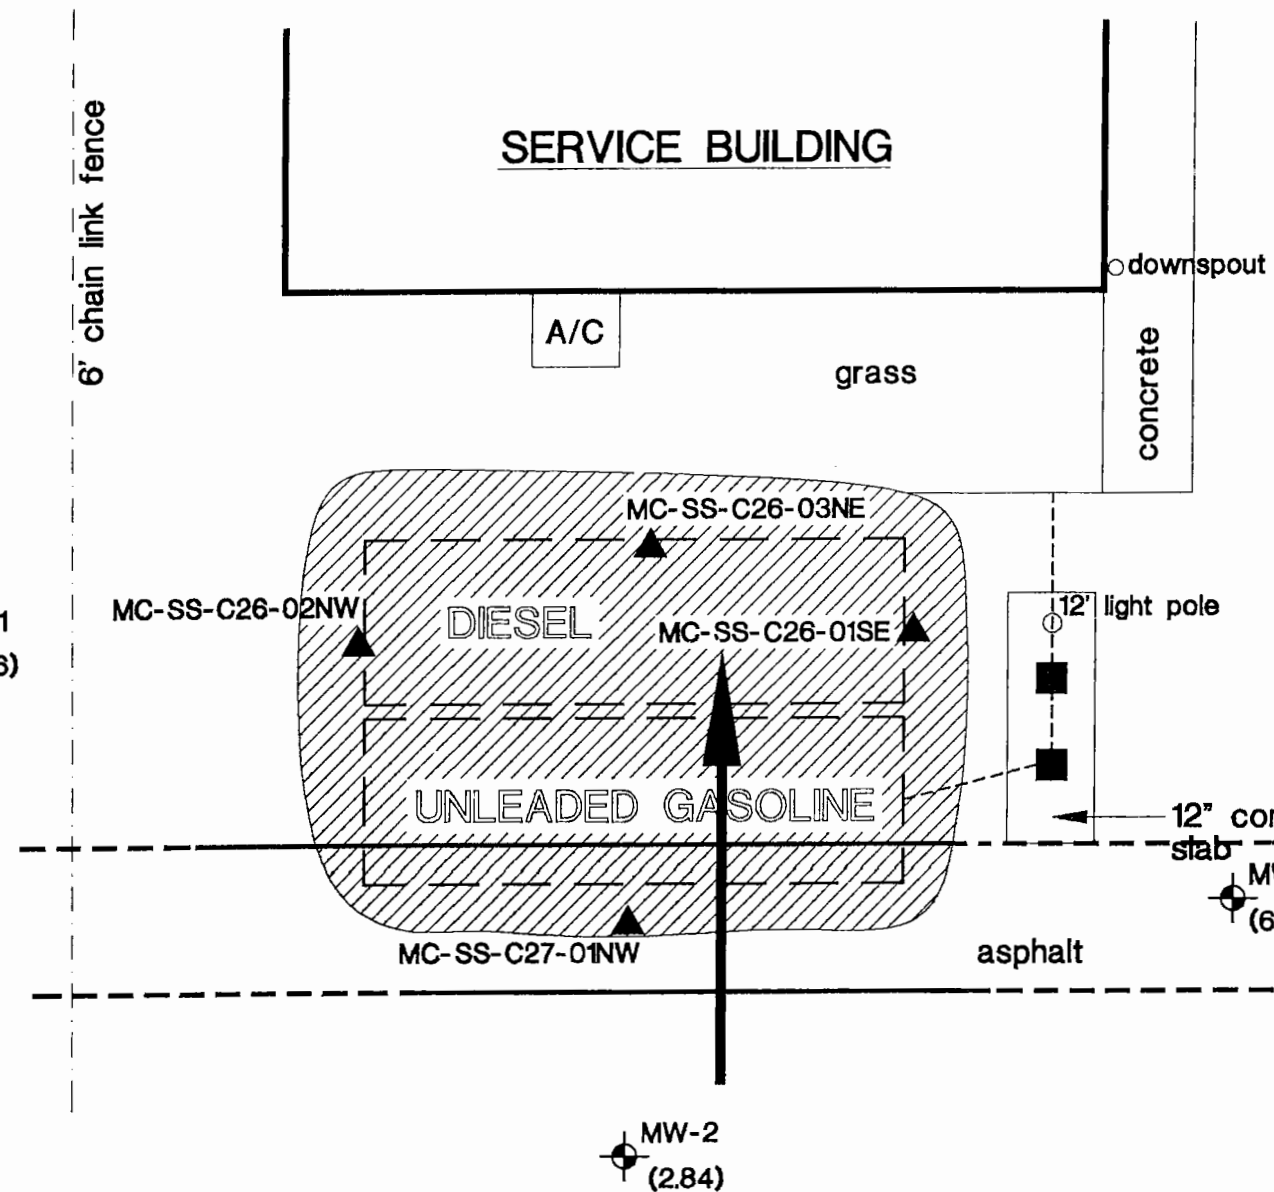 6' chain link fence
SERVICE BUILDING
downspout
A/C
concrete
grass
MC-SS-C26-03NE
MC-SS-C26-02NW
DIESEL
12' light pole
MC-SS-C26-01SE
UNLEADED GASOLINE
12"
slab
MC-SS-C27-01NW
asphalt
MW-2
(2.84)